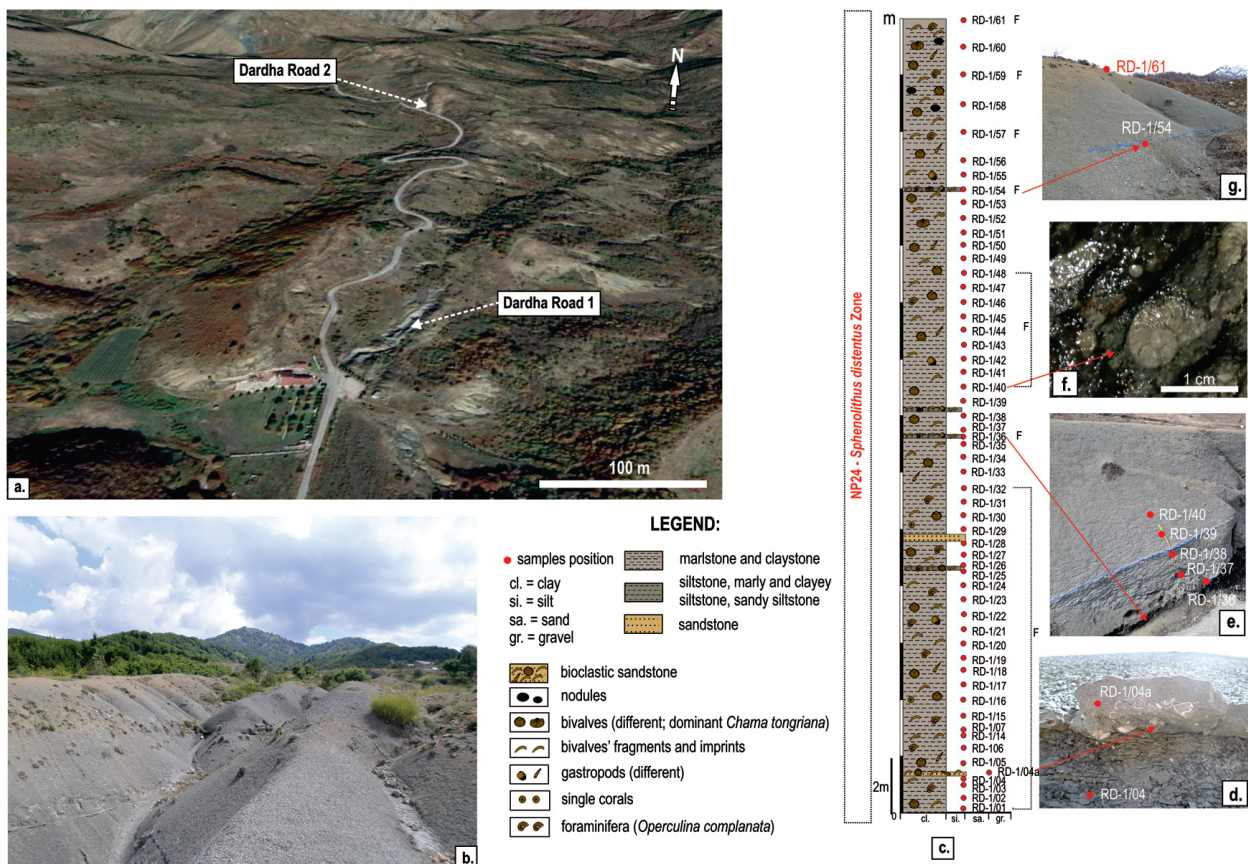 Dardha Road 2
N
Dardha Road 1
100 m
a.
b.
LEGEND:
samples position
cl. = clay
si. = silt
sa. = sand
gr. = gravel
marlstone and claystone
siltstone, marly and clayey
siltstone, sandy siltstone
sandstone
bioclastic sandstone
nodules
bivalves (different; dominant Chama tongriana)
bivalves' fragments and imprints
gastropods (different)
single corals
foraminifera (Operculina complanata)
NP24 - Sphenolithus distentus Zone
m
RD-1/61 F
RD-1/60
RD-1/59 F
RD-1/58
RD-1/57 F
RD-1/56
RD-1/55
RD-1/54 F
RD-1/53
RD-1/52
RD-1/51
RD-1/50
RD-1/49
RD-1/48
RD-1/47
RD-1/46
RD-1/45
F
RD-1/44
RD-1/43
RD-1/42
RD-1/41
RD-1/40
RD-1/39
RD-1/38
RD-1/37
RD-1/36 F
RD-1/35
RD-1/34
RD-1/33
RD-1/32
RD-1/31
RD-1/30
RD-1/29
RD-1/28
RD-1/27
RD-1/26
RD-1/25
RD-1/24
RD-1/23
RD-1/22
RD-1/21 F
RD-1/20
RD-1/19
RD-1/18
RD-1/17
RD-1/16
RD-1/15
RD-1/07
RD-1/14
RD-106
RD-1/05
RD-1/04a
RD-1/04
RD-1/03
RD-1/02
RD-1/01
2m
0
cl. si. sa. gr.
c.
RD-1/61
RD-1/54
g.
f.
1 cm
RD-1/40
RD-1/39
RD-1/38
RD-1/37
RD-1/36
e.
RD-1/04a
RD-1/04
d.